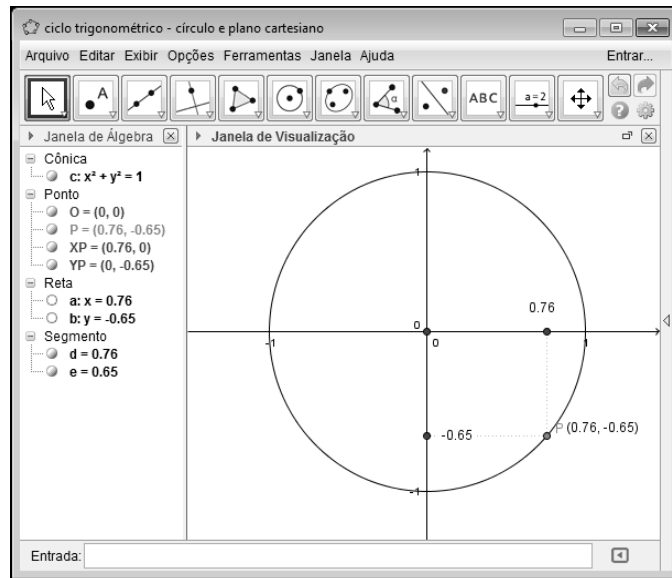 ciclo trigonométrico - círculo e plano cartesiano
Arquivo Editar Exibir Opções Ferramentas Janela Ajuda Entrar...
A
α
ABC
a=2
Janela de Álgebra
Janela de Visualização
Cônica
c: x² + y² = 1
Ponto
O = (0, 0)
P = (0.76, -0.65)
XP = (0.76, 0)
YP = (0, -0.65)
Reta
a: x = 0.76
b: y = -0.65
Segmento
d = 0.76
e = 0.65
1
0.76
0
-1
0
1
-0.65
P (0.76, -0.65)
-1
Entrada: